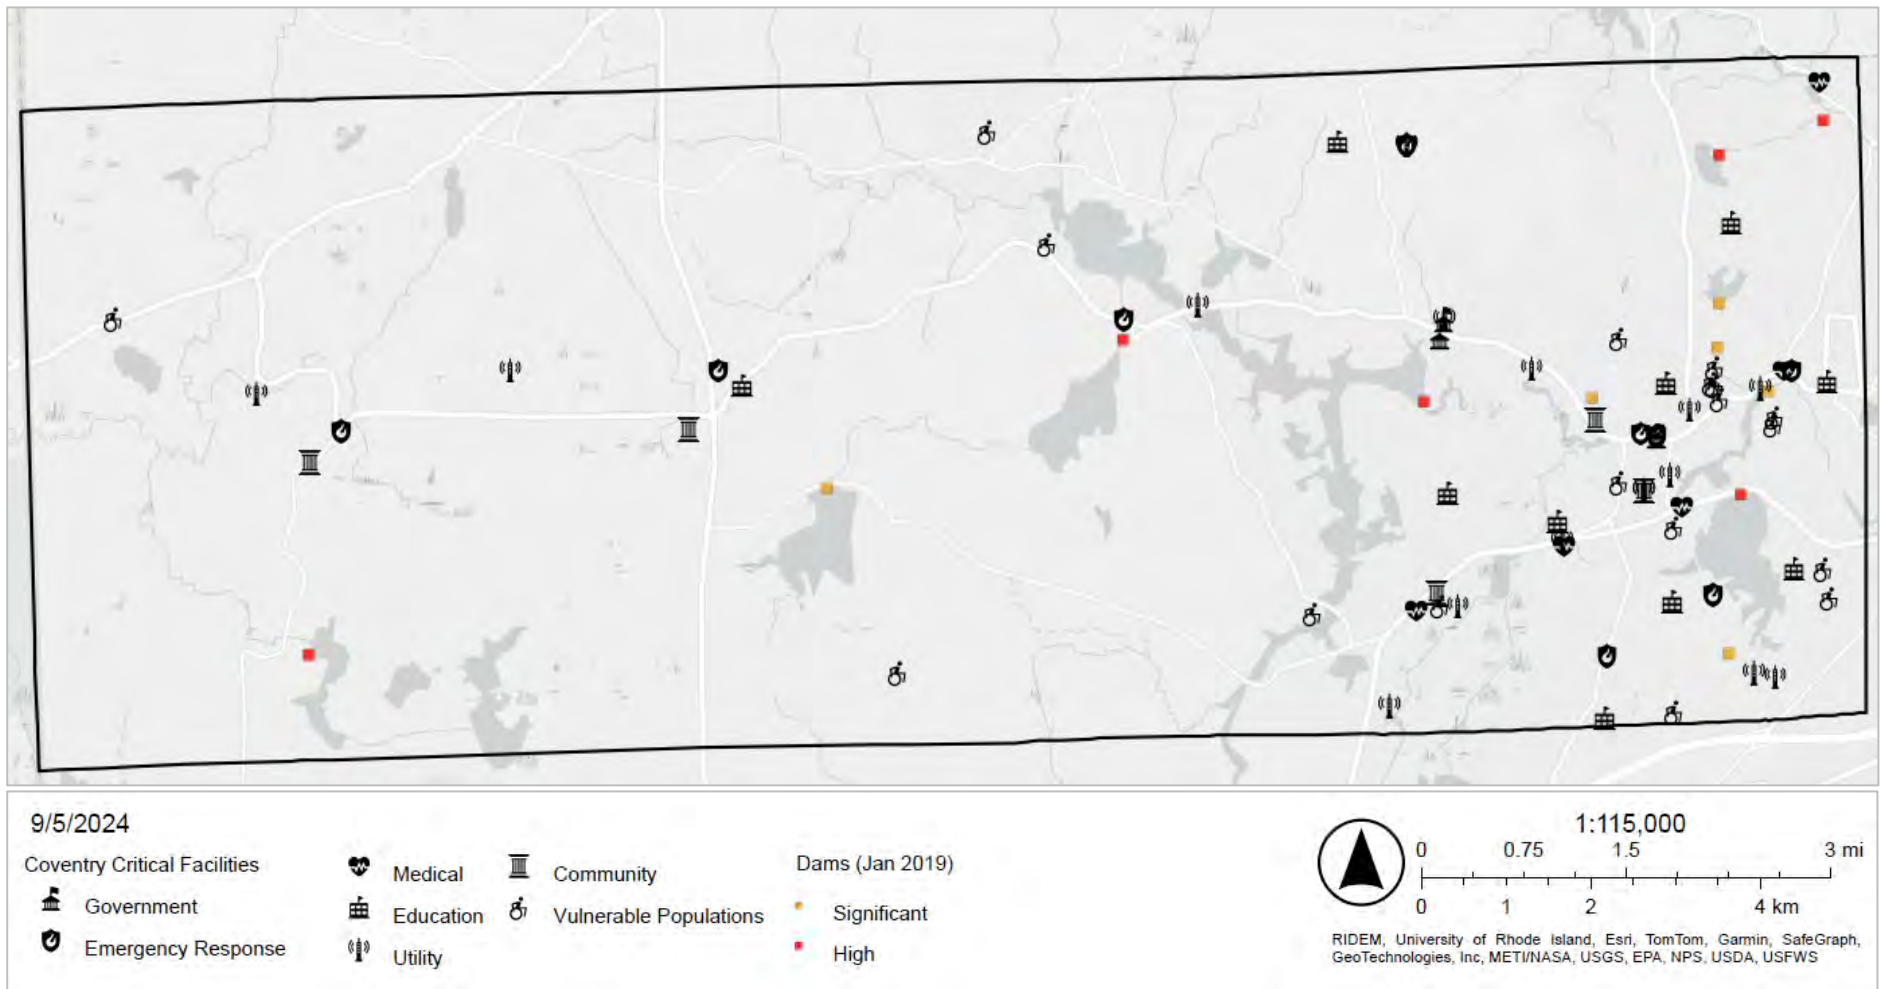 9/5/2024
Coventry Critical Facilities
Government
Emergency Response
Medical
Education
Utility
Community
Vulnerable Populations
Dams (Jan 2019)
Significant
High
1:115,000
0 0.75 1.5 3 mi
0 1 2 4 km
RIDEM, University of Rhode Island, Esri, TomTom, Garmin, SafeGraph,
GeoTechnologies, Inc, METI/NASA, USGS, EPA, NPS, USDA, USFWS